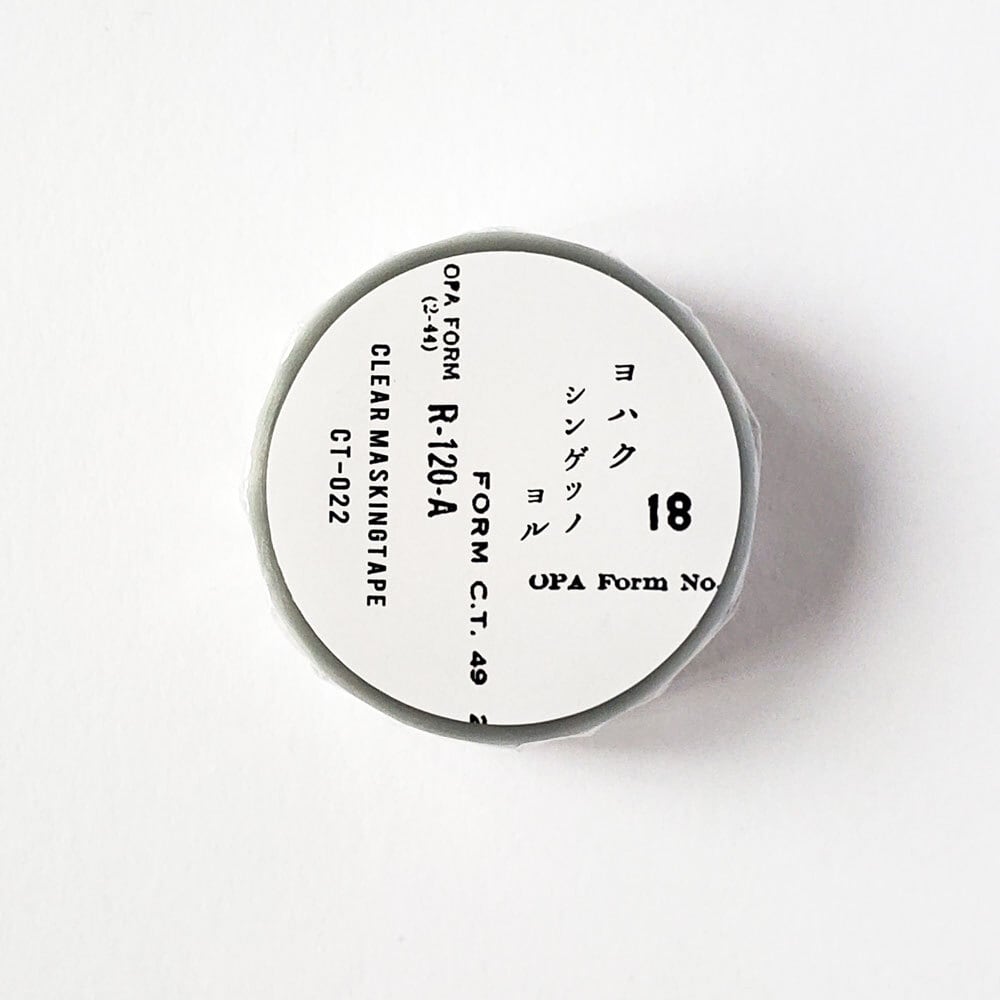 ヨハク
シンゲツノ
ヨル
18
OPA Form No.
OPA FORM
(2-44)
R-120-A
FORM C.T. 49
CLEAR MASKINGTAPE
CT-022